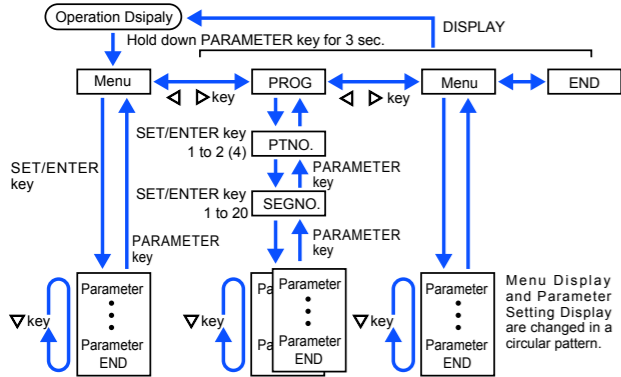 Operation Dsipaly
Hold down PARAMETER key for 3 sec.
DISPLAY
Menu
◁ ▷ key
PROG
◁ ▷ key
Menu
END
SET/ENTER key
1 to 2 (4)
PTNO.
PARAMETER
key
SET/ENTER
key
SET/ENTER key
1 to 20
SEGNO.
PARAMETER
key
PARAMETER
key
▽key
Parameter
Parameter
END
▽key
Pa
Pa
E
Parameter
Parameter
END
▽key
Parameter
Parameter
END
Menu Display
and Parameter
Setting Display
are changed in a
circular pattern.